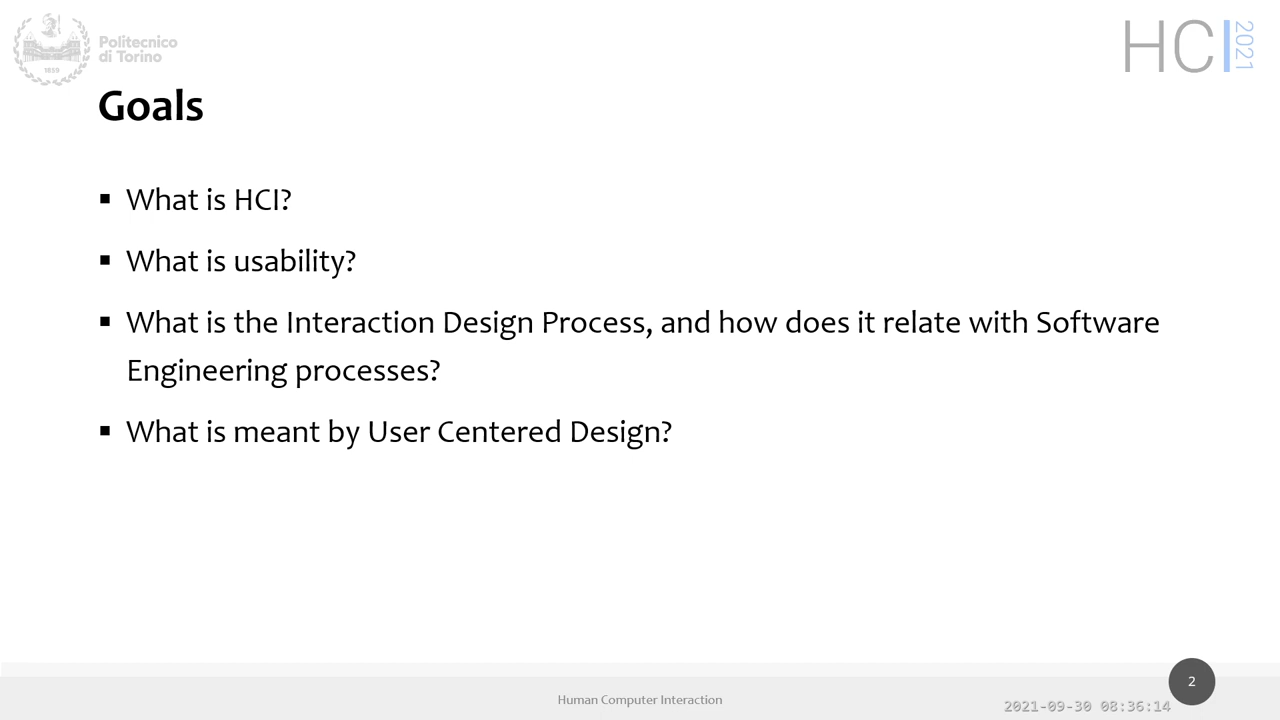 Politecnico
di Torino
1859
HCI 2021
Goals
▪ What is HCI?
▪ What is usability?
▪ What is the Interaction Design Process, and how does it relate with Software
Engineering processes?
▪ What is meant by User Centered Design?
2
Human Computer Interaction
2021-09-30 08:36:14